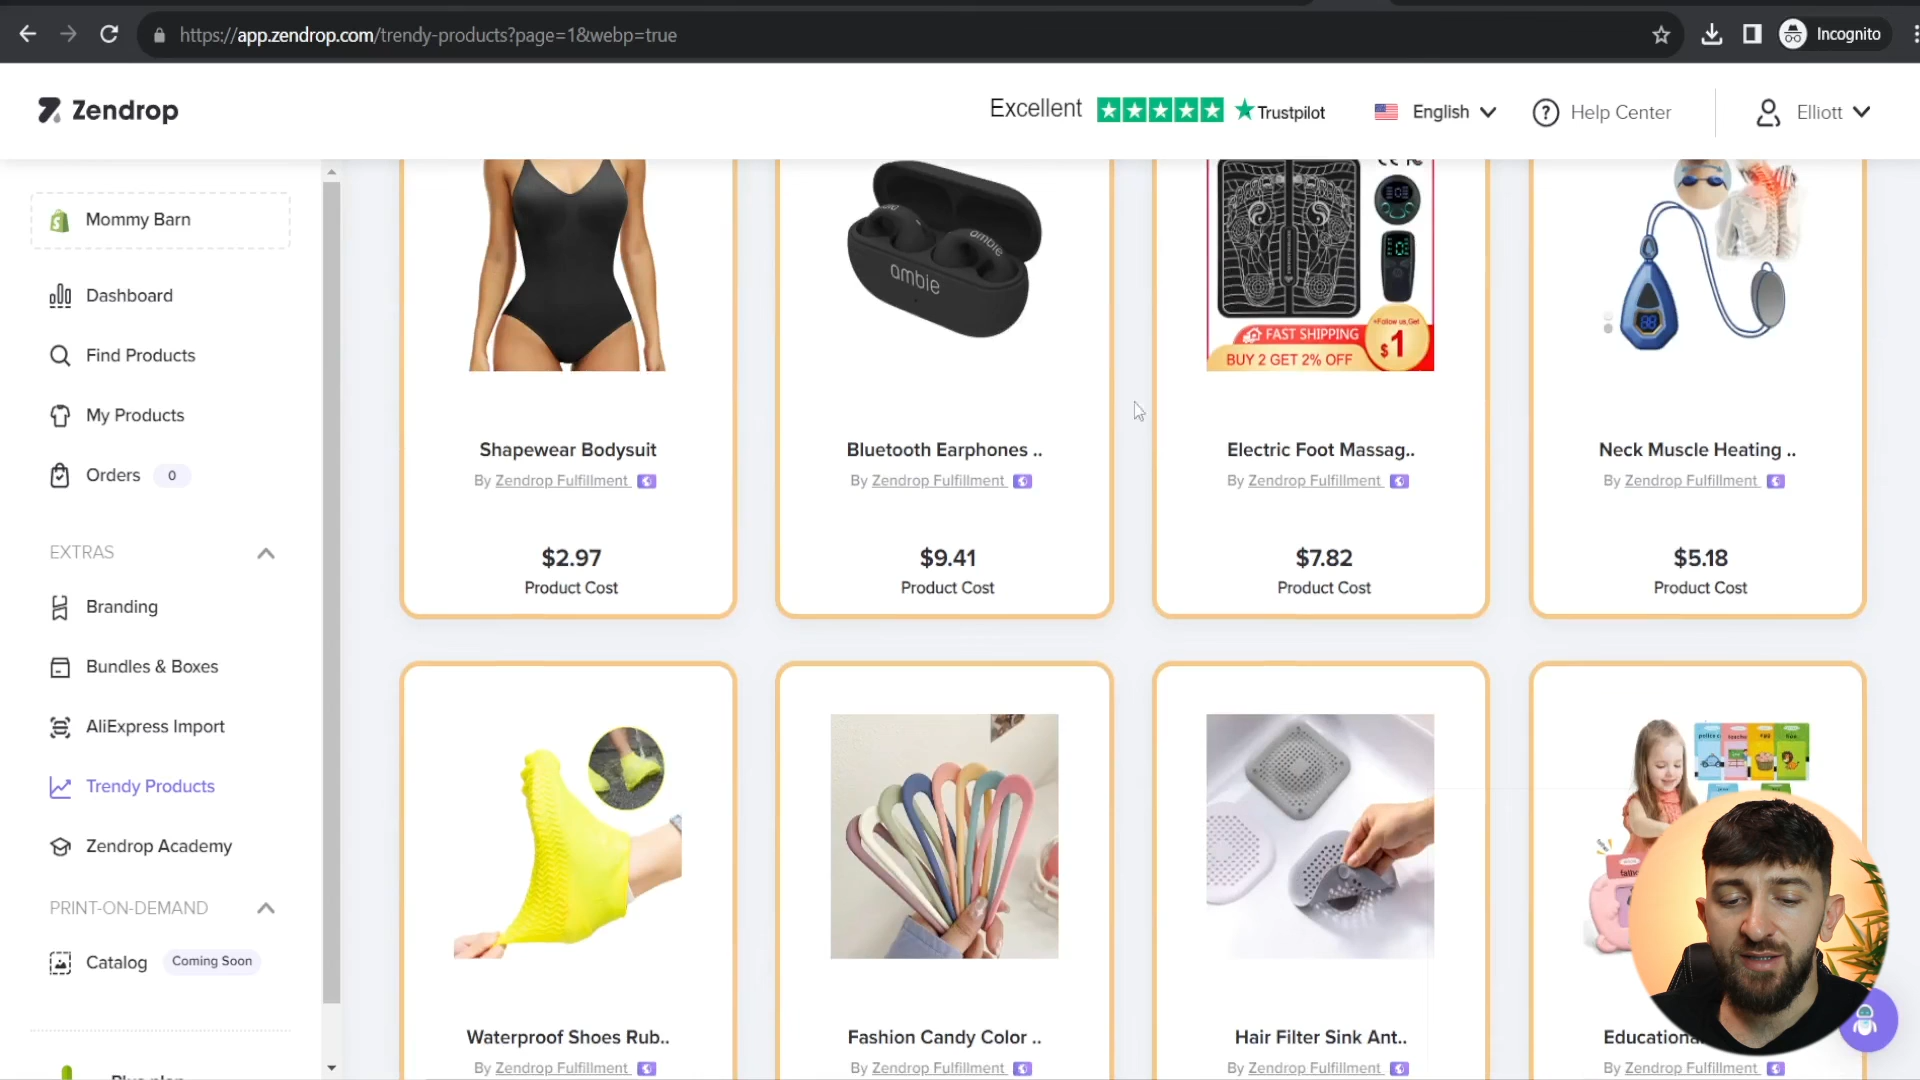 https://app.zendrop.com/trendy-products?page=1&webp=true
Incognito
Zendrop
Excellent
Trustpilot
English
Help Center
Elliott
Mommy Barn
Dashboard
Find Products
My Products
Orders 0
EXTRAS
Branding
Bundles & Boxes
AliExpress Import
Trendy Products
Zendrop Academy
PRINT-ON-DEMAND
Catalog Coming Soon
ambie
ambie
FAST SHIPPING
BUY 2 GET 2% OFF
+Follow us,Get
$1
Shapewear Bodysuit
By Zendrop Fulfillment
$2.97
Product Cost
Bluetooth Earphones ..
By Zendrop Fulfillment
$9.41
Product Cost
Electric Foot Massag..
By Zendrop Fulfillment
$7.82
Product Cost
Neck Muscle Heating ..
By Zendrop Fulfillment
$5.18
Product Cost
Waterproof Shoes Rub..
By Zendrop Fulfillment
Fashion Candy Color ..
By Zendrop Fulfillment
Hair Filter Sink Ant..
By Zendrop Fulfillment
Educational
By Zendrop Fulfillment